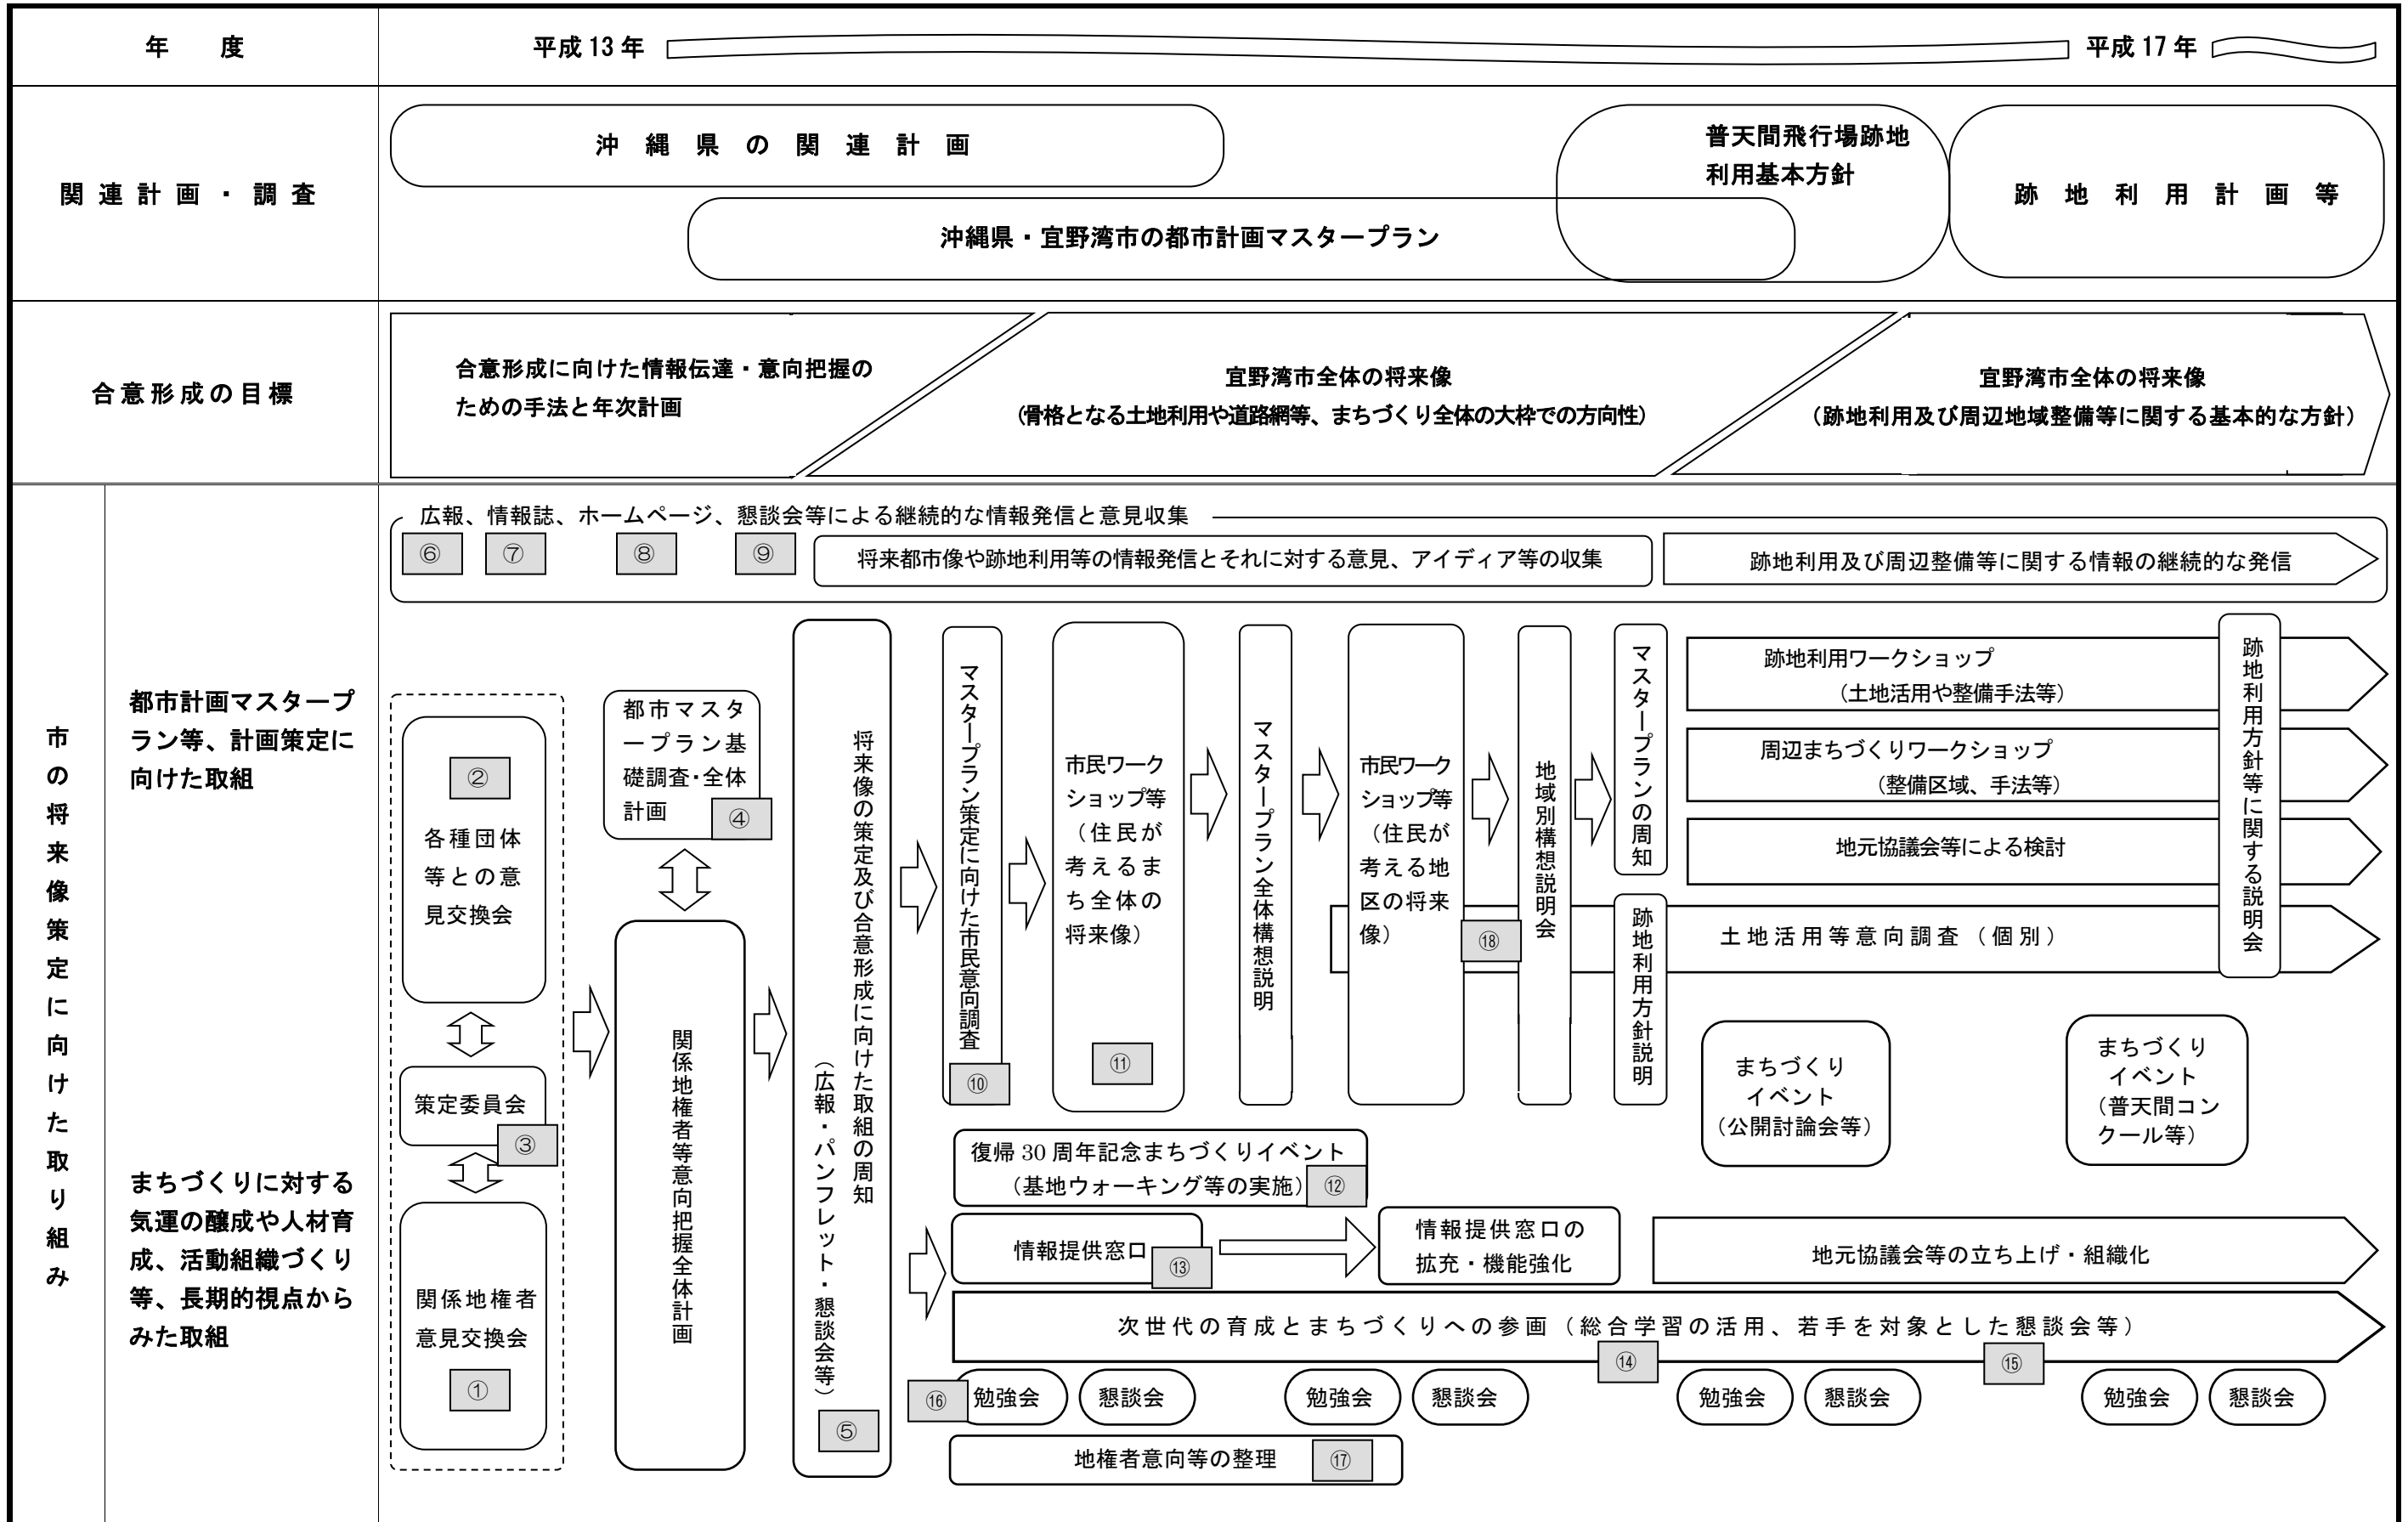 年　度
平成 13 年
平成 17 年
関連計画・調査
沖縄県の関連計画
普天間飛行場跡地
利用基本方針
跡地利用計画等
沖縄県・宜野湾市の都市計画マスタープラン
合意形成の目標
合意形成に向けた情報伝達・意向把握の
ための手法と年次計画
宜野湾市全体の将来像
（骨格となる土地利用や道路網等、まちづくり全体の大枠での方向性）
宜野湾市全体の将来像
（跡地利用及び周辺地域整備等に関する基本的な方針）
市の将来像策定に向けた取り組み
都市計画マスタープ
ラン等、計画策定に
向けた取組
まちづくりに対する
気運の醸成や人材育
成、活動組織づくり
等、長期的視点から
みた取組
広報、情報誌、ホームページ、懇談会等による継続的な情報発信と意見収集
⑥
⑦
⑧
⑨
将来都市像や跡地利用等の情報発信とそれに対する意見、アイディア等の収集
跡地利用及び周辺整備等に関する情報の継続的な発信
②
各種団体
等との意
見交換会
策定委員会
③
関係地権者
意見交換会
①
都市マスタ
ープラン基
礎調査・全体
計画
④
関係地権者等意向把握全体計画
将来像の策定及び合意形成に向けた取組の周知
（広報・パンフレット・懇談会等）
⑤
マスタープラン策定に向けた市民意向調査
⑩
市民ワーク
ショップ等
（住民が
考えるま
ち全体の
将来像）
⑪
マスタープラン全体構想説明
市民ワーク
ショップ等
（住民が
考える地
区の将来
像）
⑱
地域別構想説明会
マスタープランの周知
跡地利用方針説明
跡地利用ワークショップ
（土地活用や整備手法等）
周辺まちづくりワークショップ
（整備区域、手法等）
地元協議会等による検討
土地活用等意向調査（個別）
跡地利用方針等に関する説明会
まちづくり
イベント
（公開討論会等）
まちづくり
イベント
（普天間コン
クール等）
復帰 30 周年記念まちづくりイベント
（基地ウォーキング等の実施）
⑫
情報提供窓口
⑬
情報提供窓口の
拡充・機能強化
地元協議会等の立ち上げ・組織化
次世代の育成とまちづくりへの参画（総合学習の活用、若手を対象とした懇談会等）
⑭
⑮
⑯
勉強会
懇談会
勉強会
懇談会
勉強会
懇談会
勉強会
懇談会
地権者意向等の整理
⑰